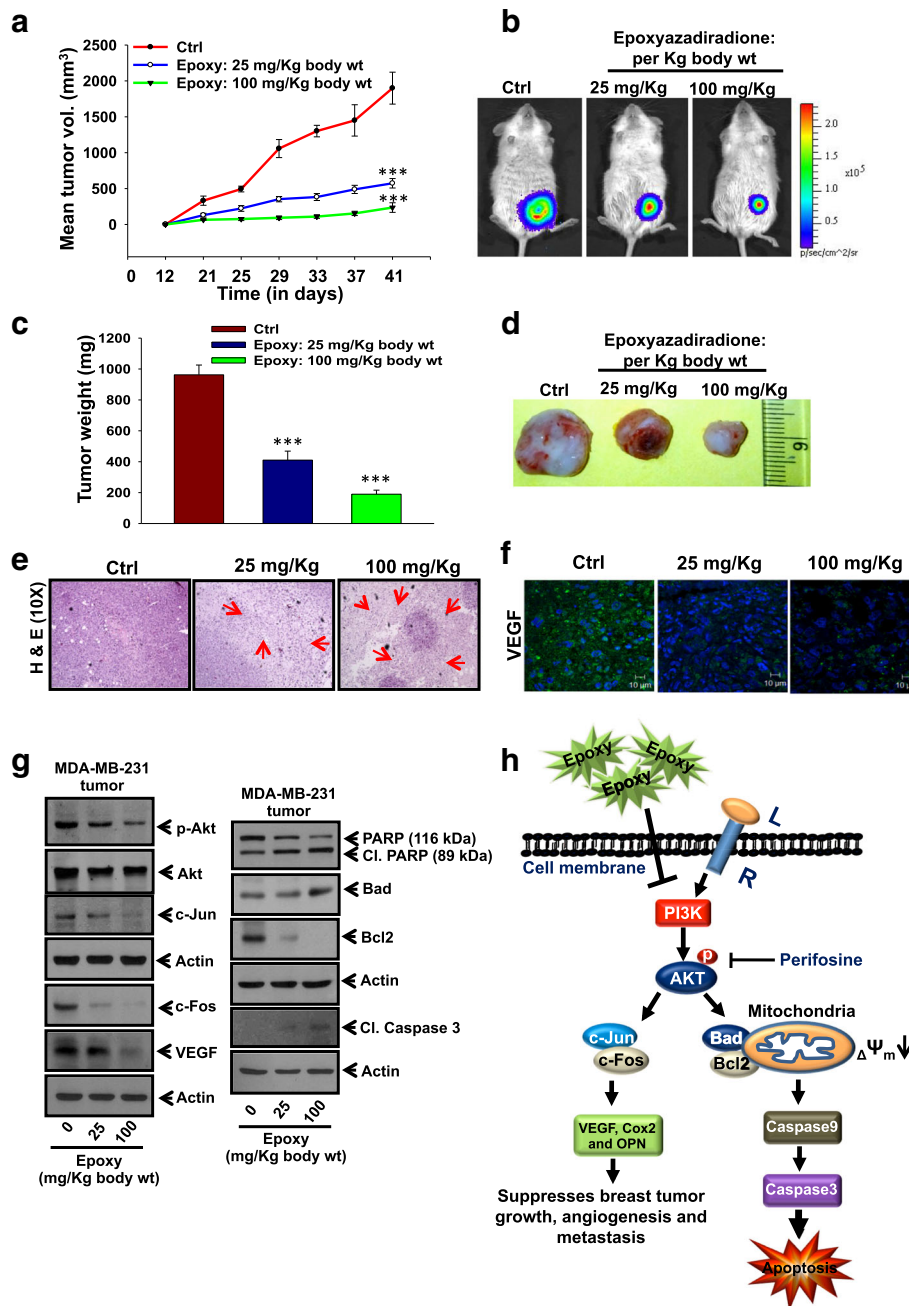 a
2500
2000
1500
1000
500
0
Mean tumor vol. (mm³)
Ctrl
Epoxy: 25 mg/Kg body wt
Epoxy: 100 mg/Kg body wt
***
***
0 12 21 25 29 33 37 41
Time (in days)
b
Epoxyazadiradione:
per Kg body wt
Ctrl 25 mg/Kg 100 mg/Kg
2.0
1.5
x10⁵
1.0
0.5
p/sec/cm^2/sr
c
Ctrl
Epoxy: 25 mg/Kg body wt
Epoxy: 100 mg/Kg body wt
1200
1000
800
600
400
200
0
Tumor weight (mg)
***
***
d
Epoxyazadiradione:
per Kg body wt
Ctrl 25 mg/Kg 100 mg/Kg
9
e
Ctrl 25 mg/Kg 100 mg/Kg
H & E (10X)
f
Ctrl 25 mg/Kg 100 mg/Kg
VEGF
10 µm 10 µm 10 µm
g
MDA-MB-231
tumor
p-Akt
Akt
c-Jun
Actin
c-Fos
VEGF
Actin
0 25 100
Epoxy
(mg/Kg body wt)
MDA-MB-231
tumor
PARP (116 kDa)
Cl. PARP (89 kDa)
Bad
Bcl2
Actin
Cl. Caspase 3
Actin
0 25 100
Epoxy
(mg/Kg body wt)
h
Epoxy
Epoxy
Epoxy
L
R
Cell membrane
PI3K
p
AKT
Perifosine
Mitochondria
c-Jun
c-Fos
Bad
Bcl2
ΔΨm↓
VEGF, Cox2
and OPN
Caspase9
Caspase3
Suppresses breast tumor
growth, angiogenesis and
metastasis
Apoptosis